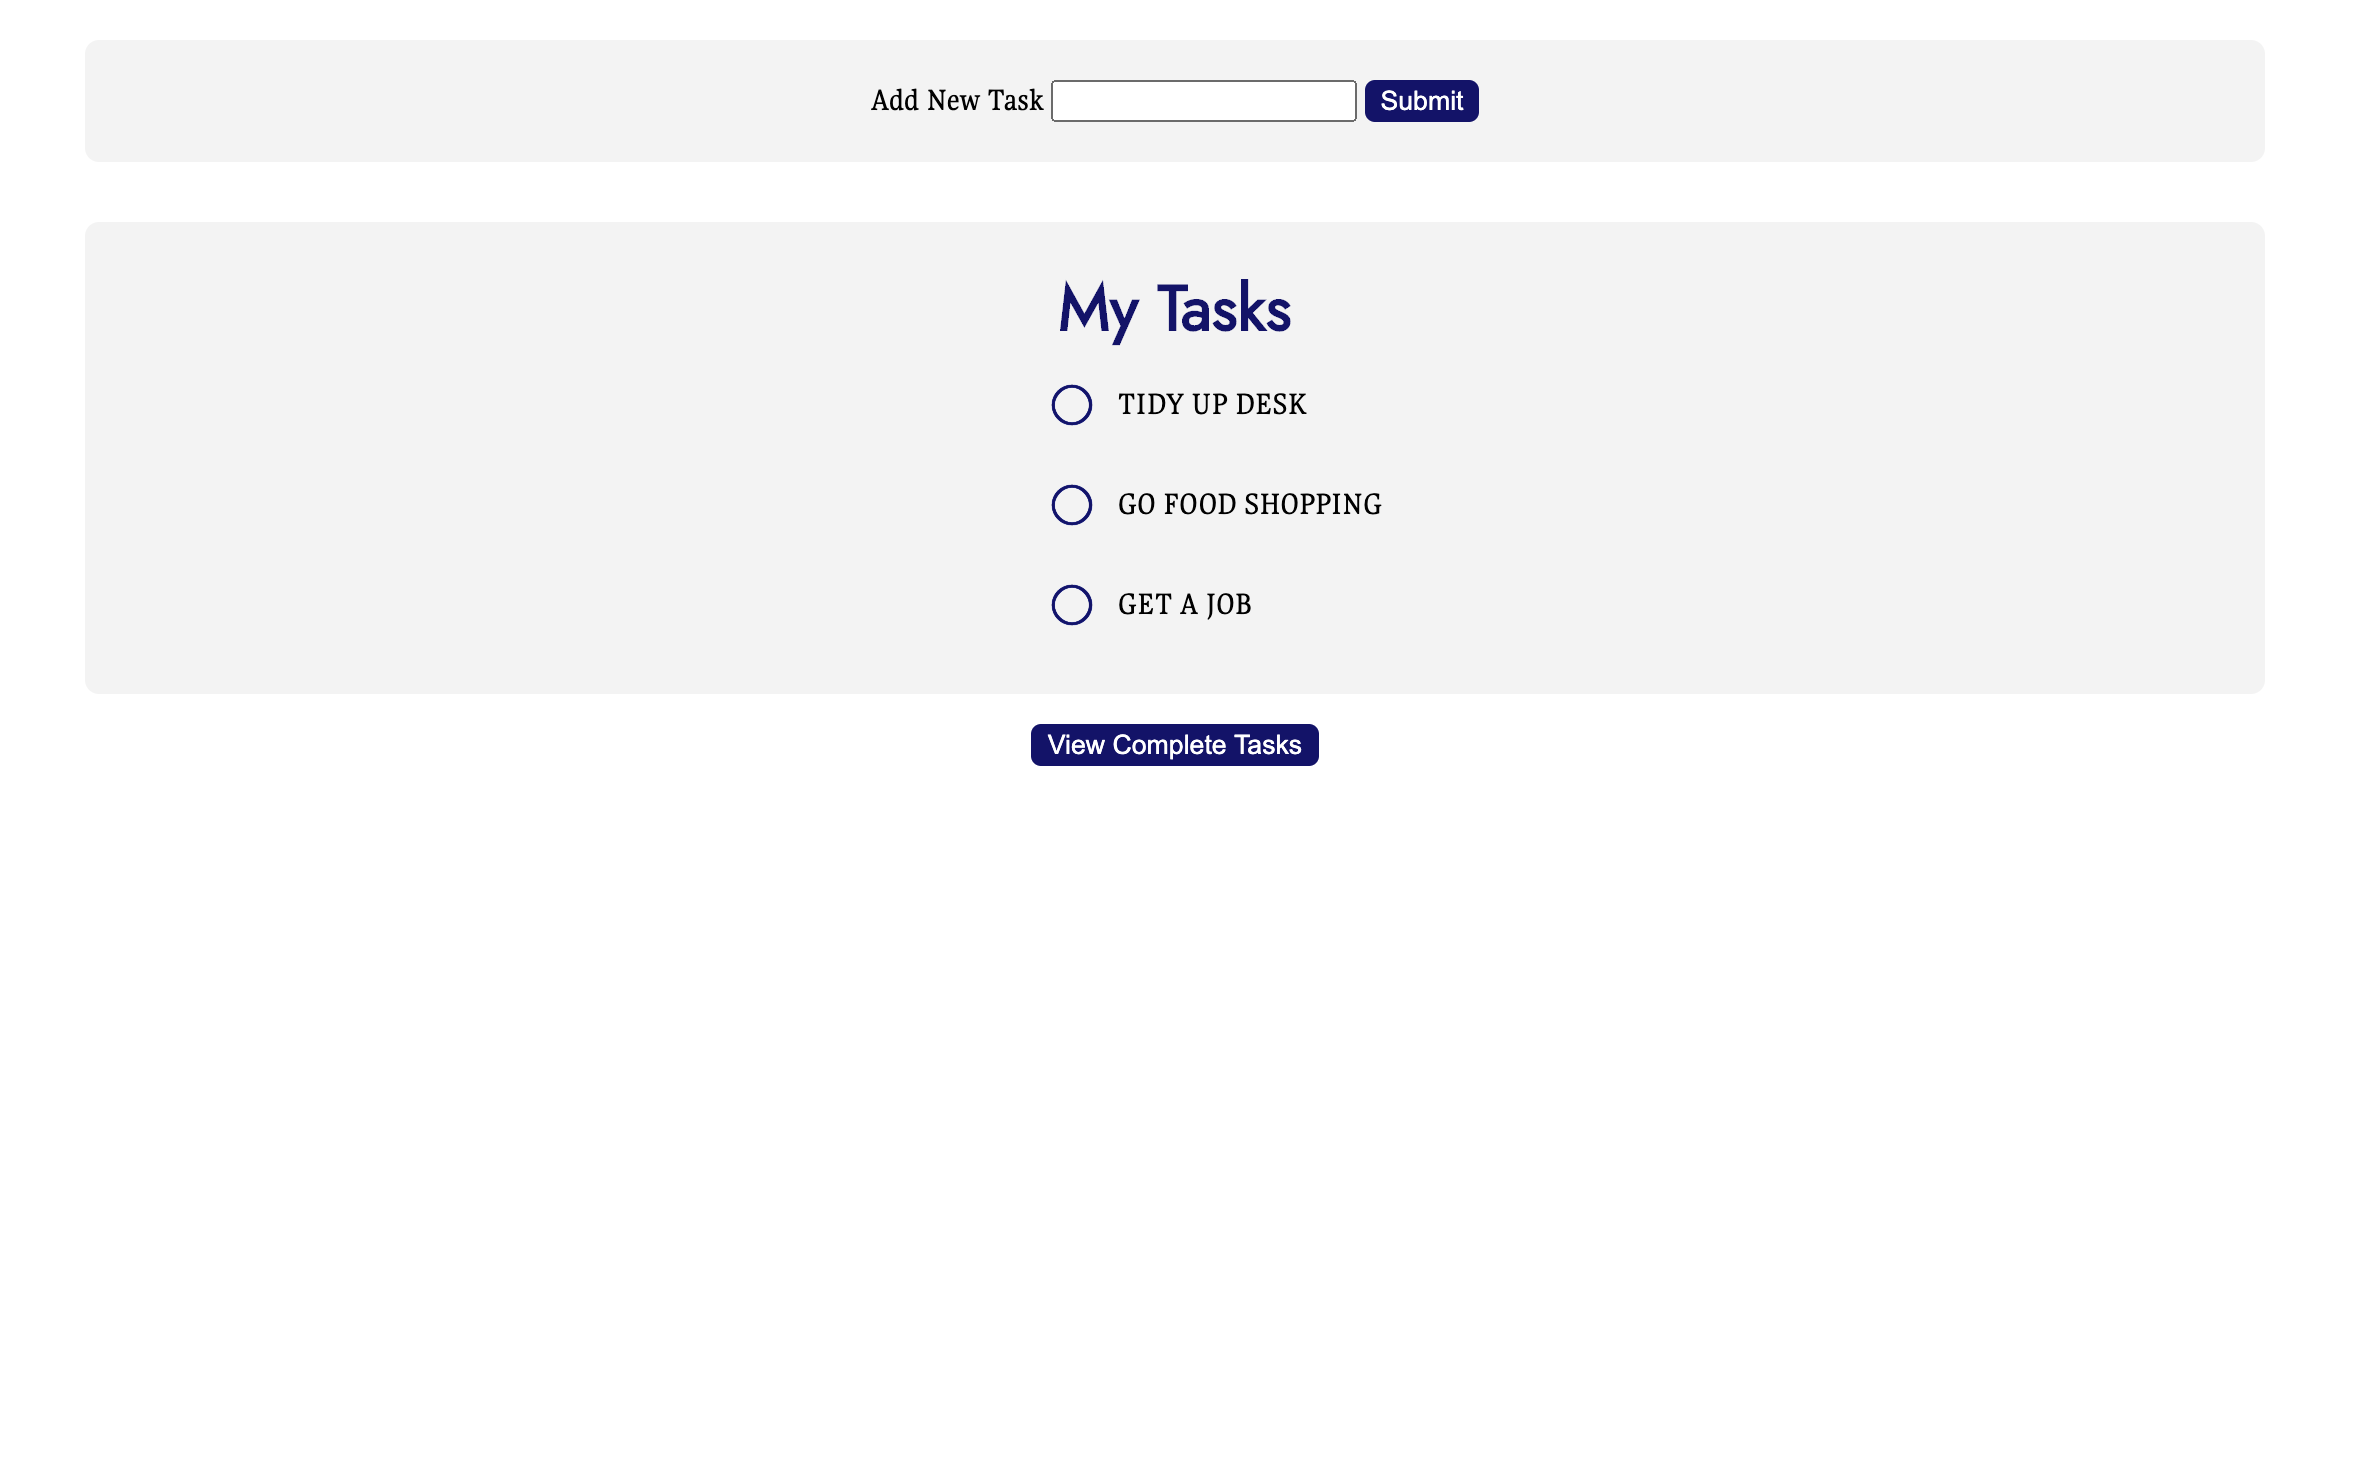 Add New Task Submit
My Tasks
TIDY UP DESK
GO FOOD SHOPPING
GET A JOB
View Complete Tasks